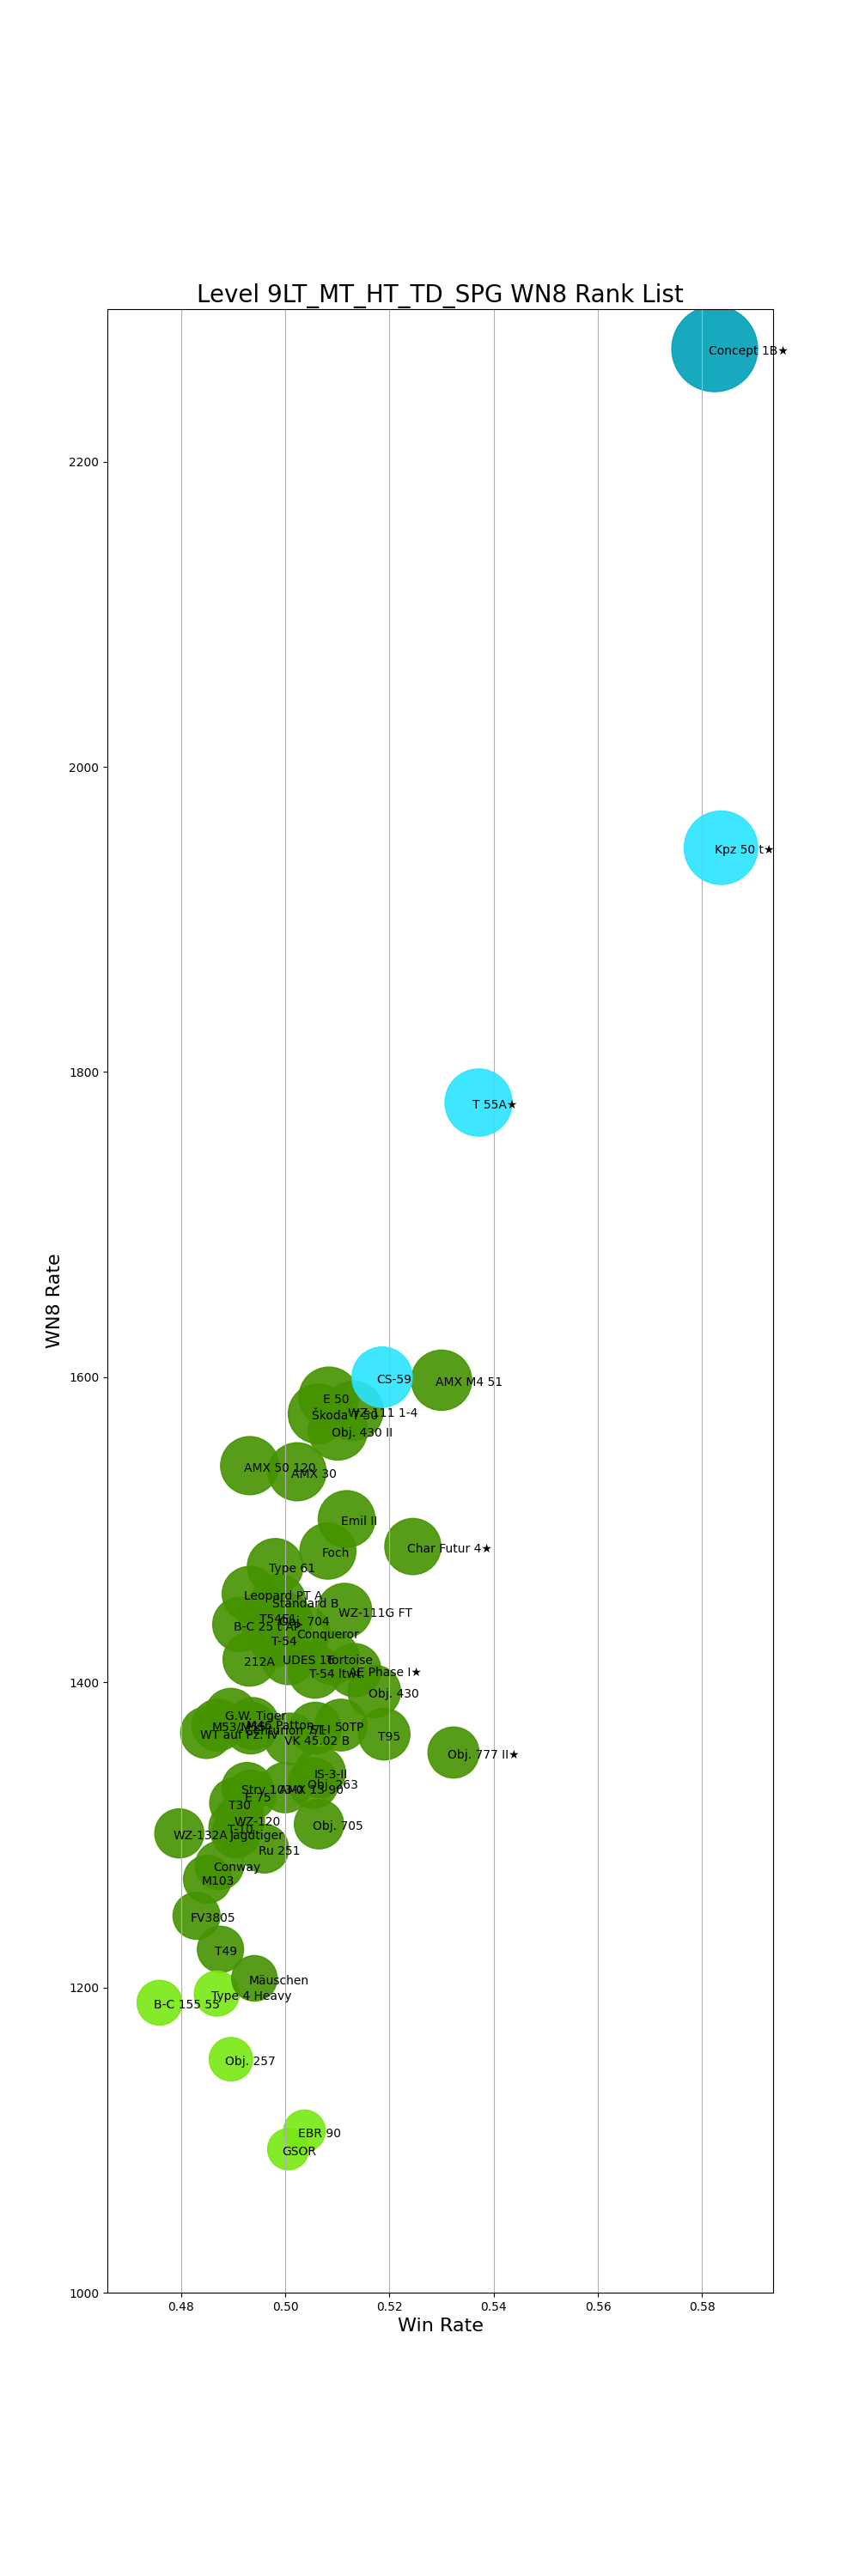 Level 9LT_MT_HT_TD_SPG WN8 Rank List
Concept 1B★
2200
2000
Kpz 50 t★
1800
T 55A★
WN8 Rate
1600
CS-59
AMX M4 51
E 50
WZ-111 1-4
Škoda T 50
Obj. 430 II
AMX 50 120
AMX 30
Emil II
Char Futur 4★
Foch
Type 61
Leopard PT A
Standard B
WZ-111G FT
T54E1
Obj. 704
B-C 25 t AP
Conqueror
T-54
212A
UDES 16
Tortoise
AE Phase I★
T-54 ltwt.
1400
Obj. 430
G.W. Tiger
M53/M55
M46 Patton
Centurion 7/1
ST-I
50TP
WT auf Pz. IV
T95
VK 45.02 B
Obj. 777 II★
IS-3-II
Obj. 263
Strv 103-0
AMX 13 90
E 75
T30
WZ-120
Obj. 705
T-10
WZ-132A
Jagdtiger
Ru 251
Conway
M103
FV3805
T49
1200
Mäuschen
Type 4 Heavy
B-C 155 55
Obj. 257
EBR 90
GSOR
1000
0.48 0.50 0.52 0.54 0.56 0.58
Win Rate